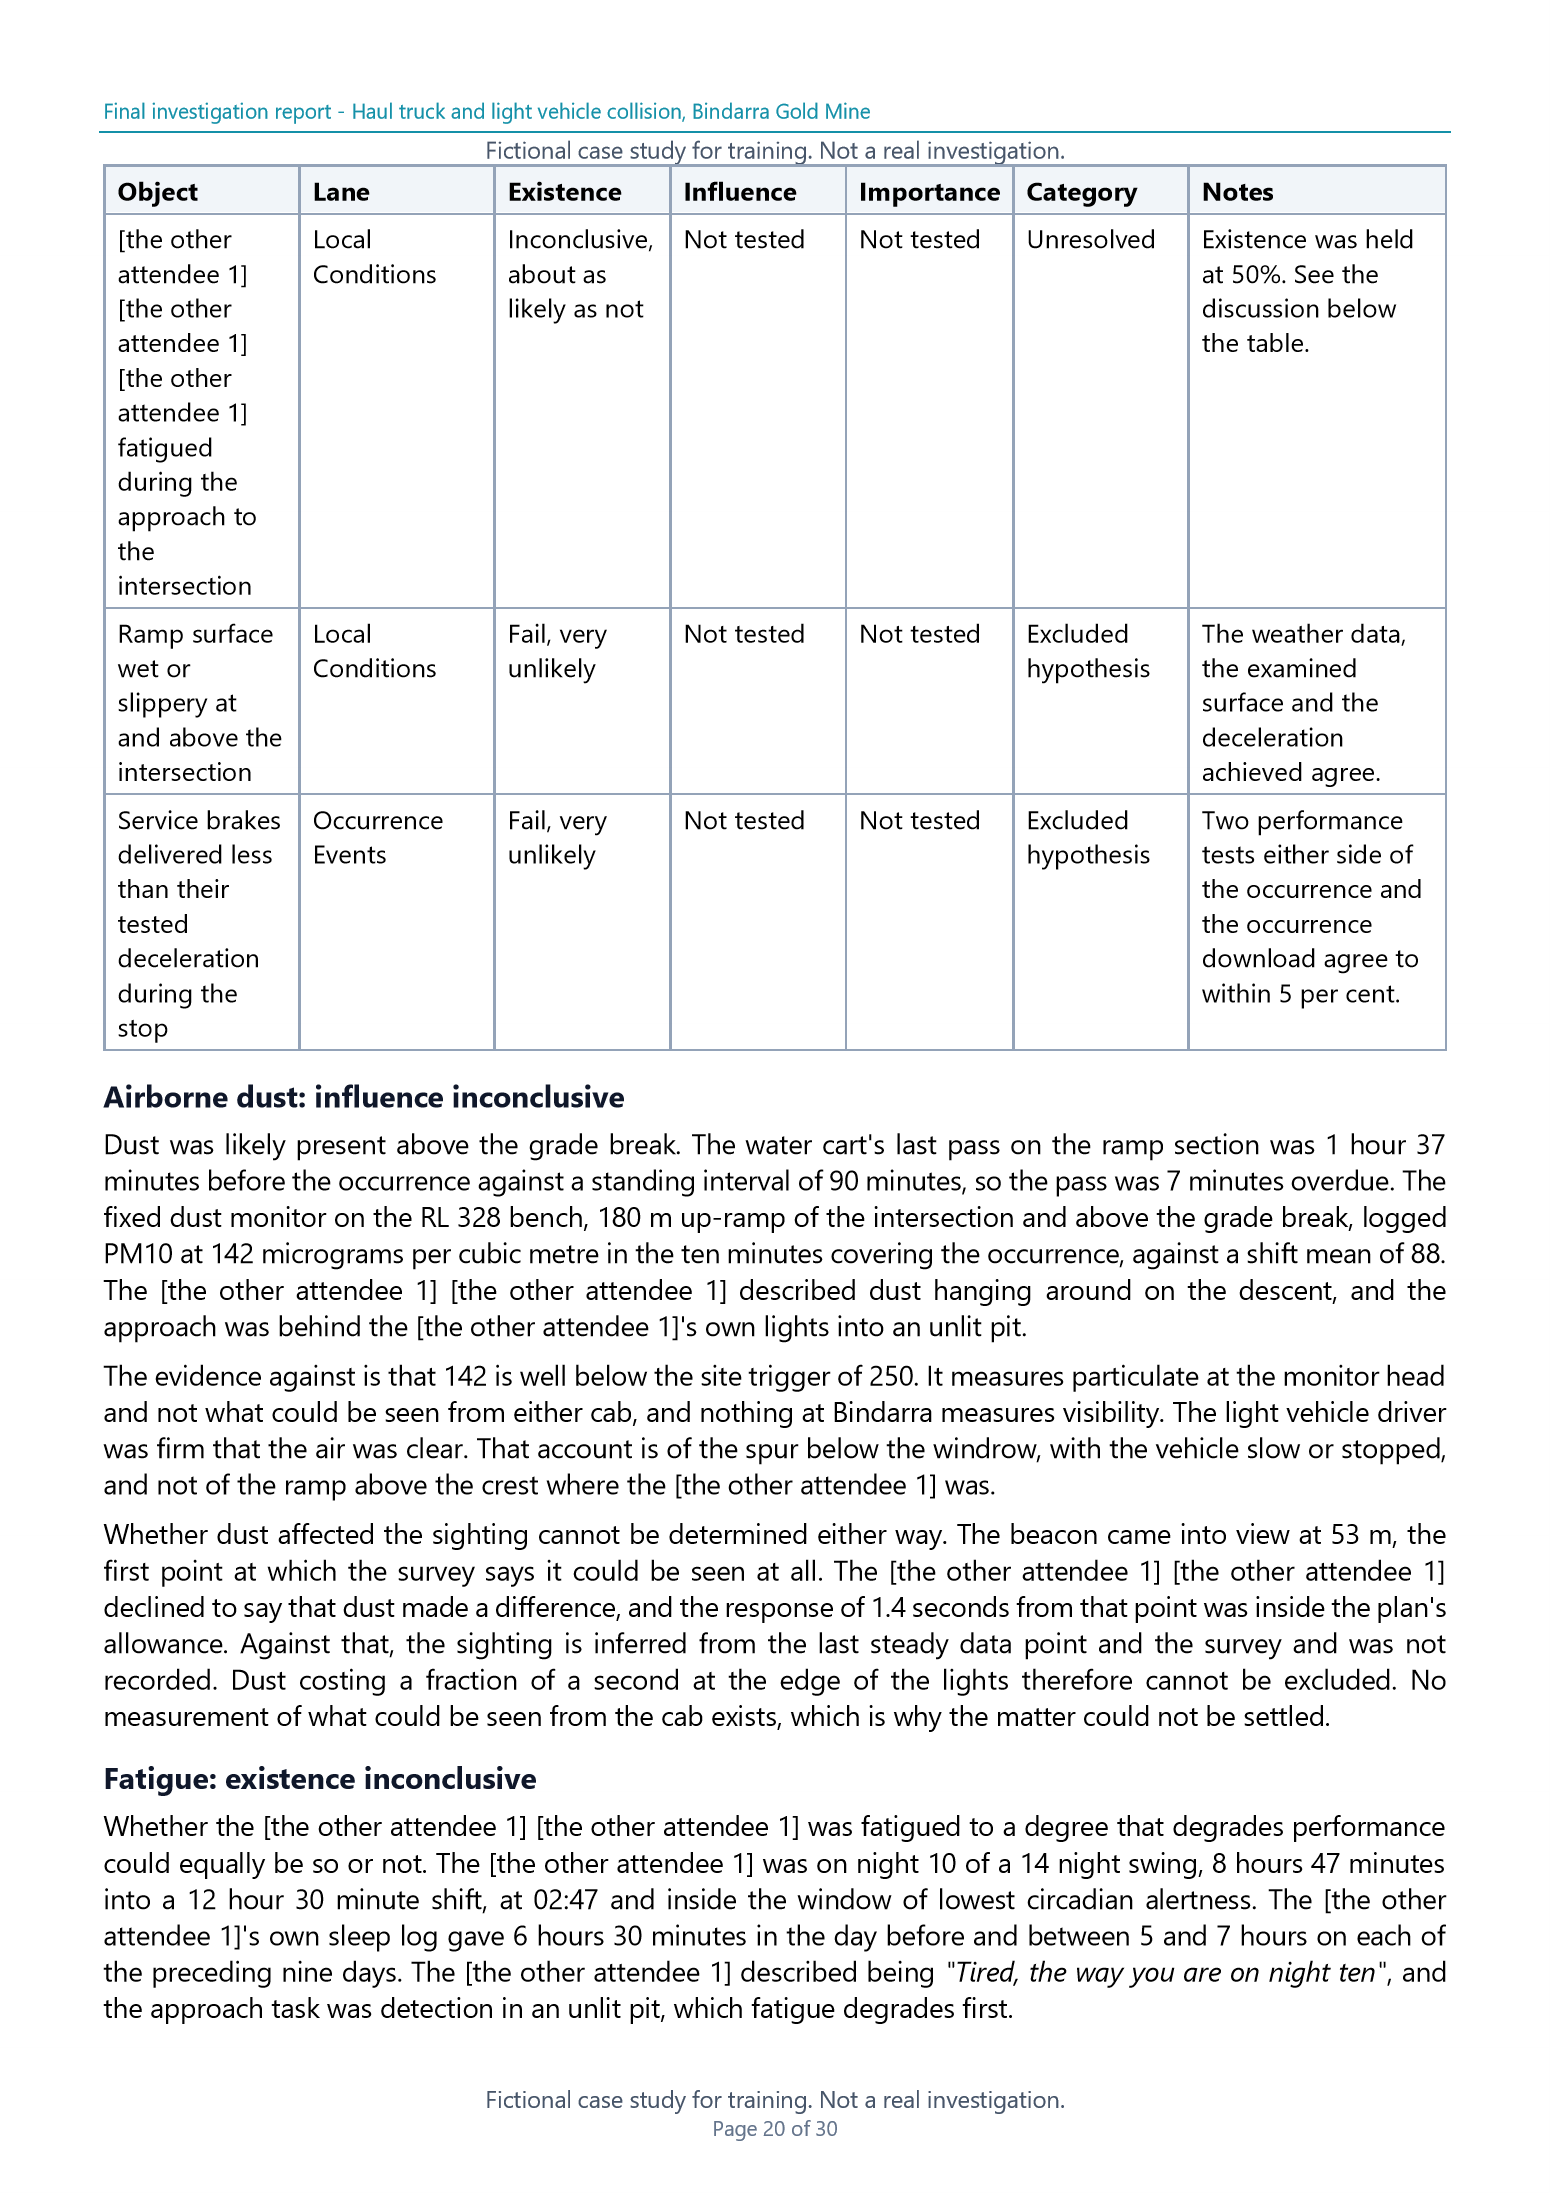 Final investigation report - Haul truck and light vehicle collision, Bindarra Gold Mine
Fictional case study for training. Not a real investigation.
Object Lane Existence Influence Importance Category Notes
[the other
attendee 1]
[the other
attendee 1]
[the other
attendee 1]
fatigued
during the
approach to
the
intersection
Local
Conditions
Inconclusive,
about as
likely as not
Not tested
Not tested
Unresolved
Existence was held
at 50%. See the
discussion below
the table.
Ramp surface
wet or
slippery at
and above the
intersection
Local
Conditions
Fail, very
unlikely
Not tested
Not tested
Excluded
hypothesis
The weather data,
the examined
surface and the
deceleration
achieved agree.
Service brakes
delivered less
than their
tested
deceleration
during the
stop
Occurrence
Events
Fail, very
unlikely
Not tested
Not tested
Excluded
hypothesis
Two performance
tests either side of
the occurrence and
the occurrence
download agree to
within 5 per cent.
Airborne dust: influence inconclusive
Dust was likely present above the grade break. The water cart's last pass on the ramp section was 1 hour 37
minutes before the occurrence against a standing interval of 90 minutes, so the pass was 7 minutes overdue. The
fixed dust monitor on the RL 328 bench, 180 m up-ramp of the intersection and above the grade break, logged
PM10 at 142 micrograms per cubic metre in the ten minutes covering the occurrence, against a shift mean of 88.
The [the other attendee 1] [the other attendee 1] described dust hanging around on the descent, and the
approach was behind the [the other attendee 1]'s own lights into an unlit pit.
The evidence against is that 142 is well below the site trigger of 250. It measures particulate at the monitor head
and not what could be seen from either cab, and nothing at Bindarra measures visibility. The light vehicle driver
was firm that the air was clear. That account is of the spur below the windrow, with the vehicle slow or stopped,
and not of the ramp above the crest where the [the other attendee 1] was.
Whether dust affected the sighting cannot be determined either way. The beacon came into view at 53 m, the
first point at which the survey says it could be seen at all. The [the other attendee 1] [the other attendee 1]
declined to say that dust made a difference, and the response of 1.4 seconds from that point was inside the plan's
allowance. Against that, the sighting is inferred from the last steady data point and the survey and was not
recorded. Dust costing a fraction of a second at the edge of the lights therefore cannot be excluded. No
measurement of what could be seen from the cab exists, which is why the matter could not be settled.
Fatigue: existence inconclusive
Whether the [the other attendee 1] [the other attendee 1] was fatigued to a degree that degrades performance
could equally be so or not. The [the other attendee 1] was on night 10 of a 14 night swing, 8 hours 47 minutes
into a 12 hour 30 minute shift, at 02:47 and inside the window of lowest circadian alertness. The [the other
attendee 1]'s own sleep log gave 6 hours 30 minutes in the day before and between 5 and 7 hours on each of
the preceding nine days. The [the other attendee 1] described being "Tired, the way you are on night ten", and
the approach task was detection in an unlit pit, which fatigue degrades first.
Fictional case study for training. Not a real investigation.
Page 20 of 30